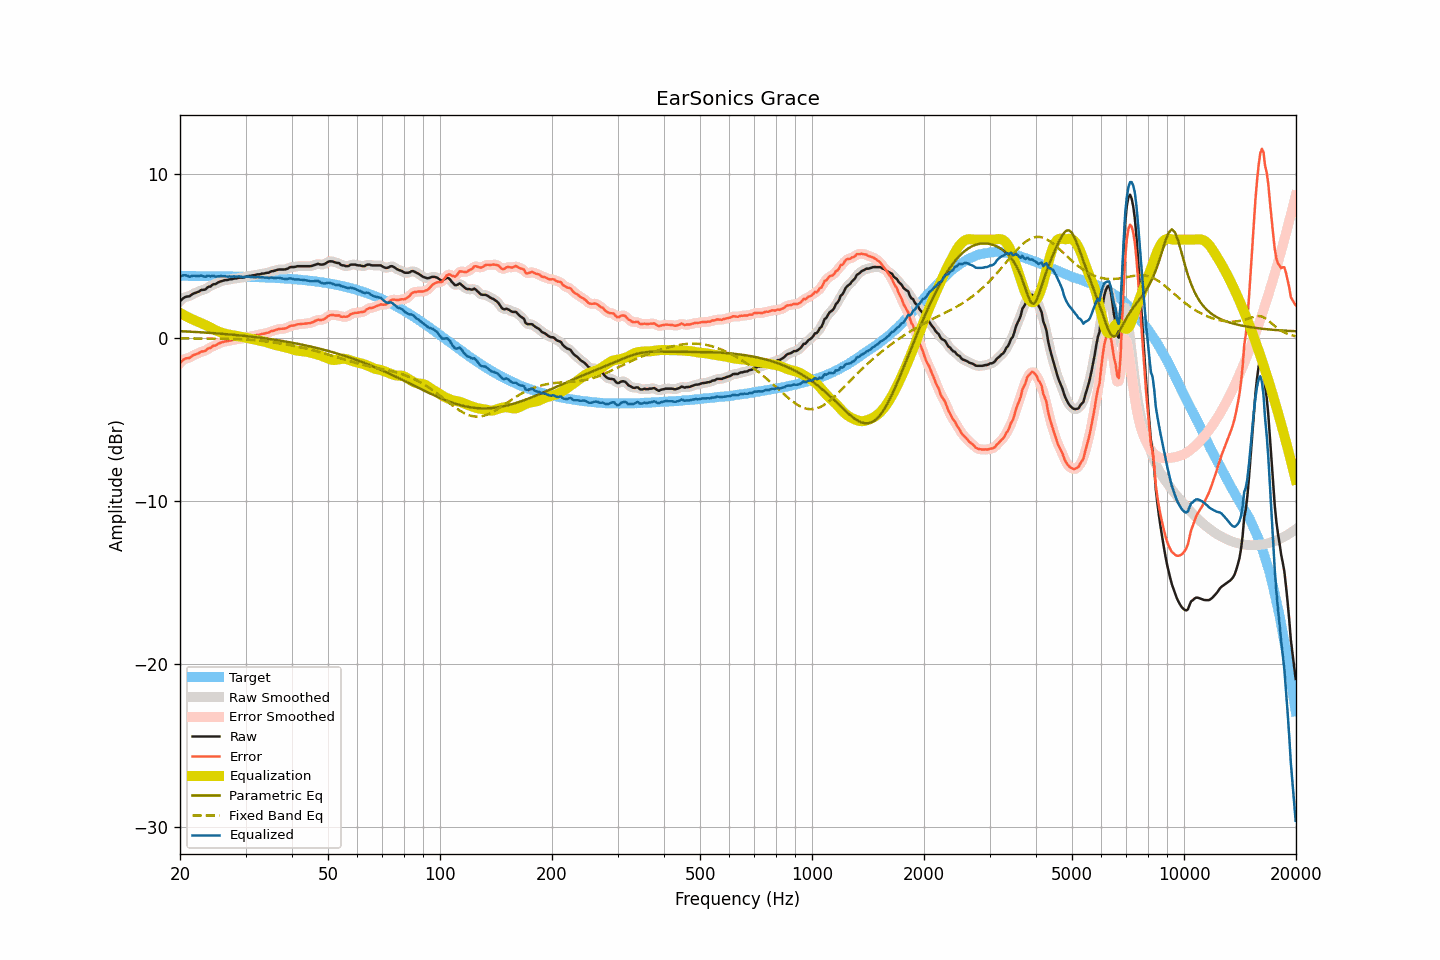 EarSonics Grace
Amplitude (dBr)
10
0
−10
−20
−30
Target
Raw Smoothed
Error Smoothed
Raw
Error
Equalization
Parametric Eq
Fixed Band Eq
Equalized
20 50 100 200 500 1000 2000 5000 10000 20000
Frequency (Hz)